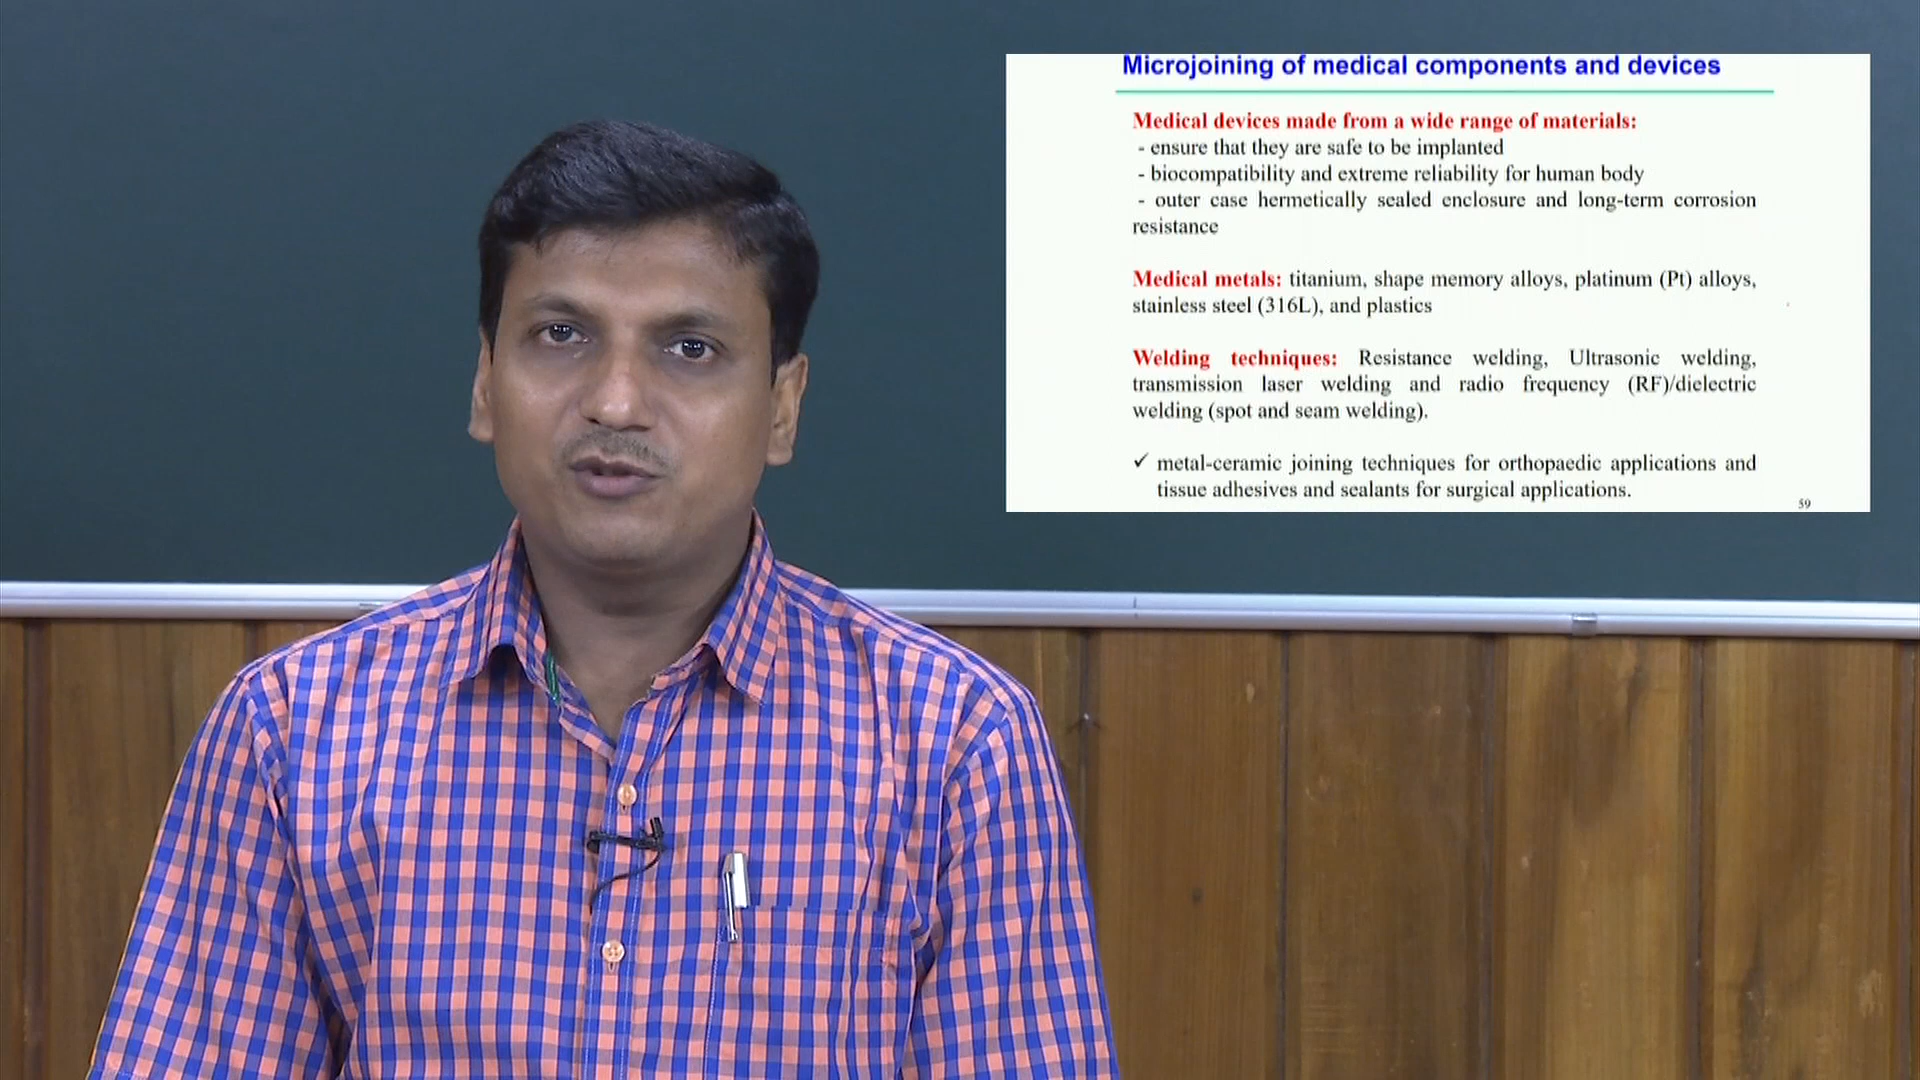 Microjoining of medical components and devices
Medical devices made from a wide range of materials:
- ensure that they are safe to be implanted
- biocompatibility and extreme reliability for human body
- outer case hermetically sealed enclosure and long-term corrosion
resistance
Medical metals: titanium, shape memory alloys, platinum (Pt) alloys,
stainless steel (316L), and plastics
Welding techniques: Resistance welding, Ultrasonic welding,
transmission laser welding and radio frequency (RF)/dielectric
welding (spot and seam welding).
✓ metal-ceramic joining techniques for orthopaedic applications and
tissue adhesives and sealants for surgical applications.
59